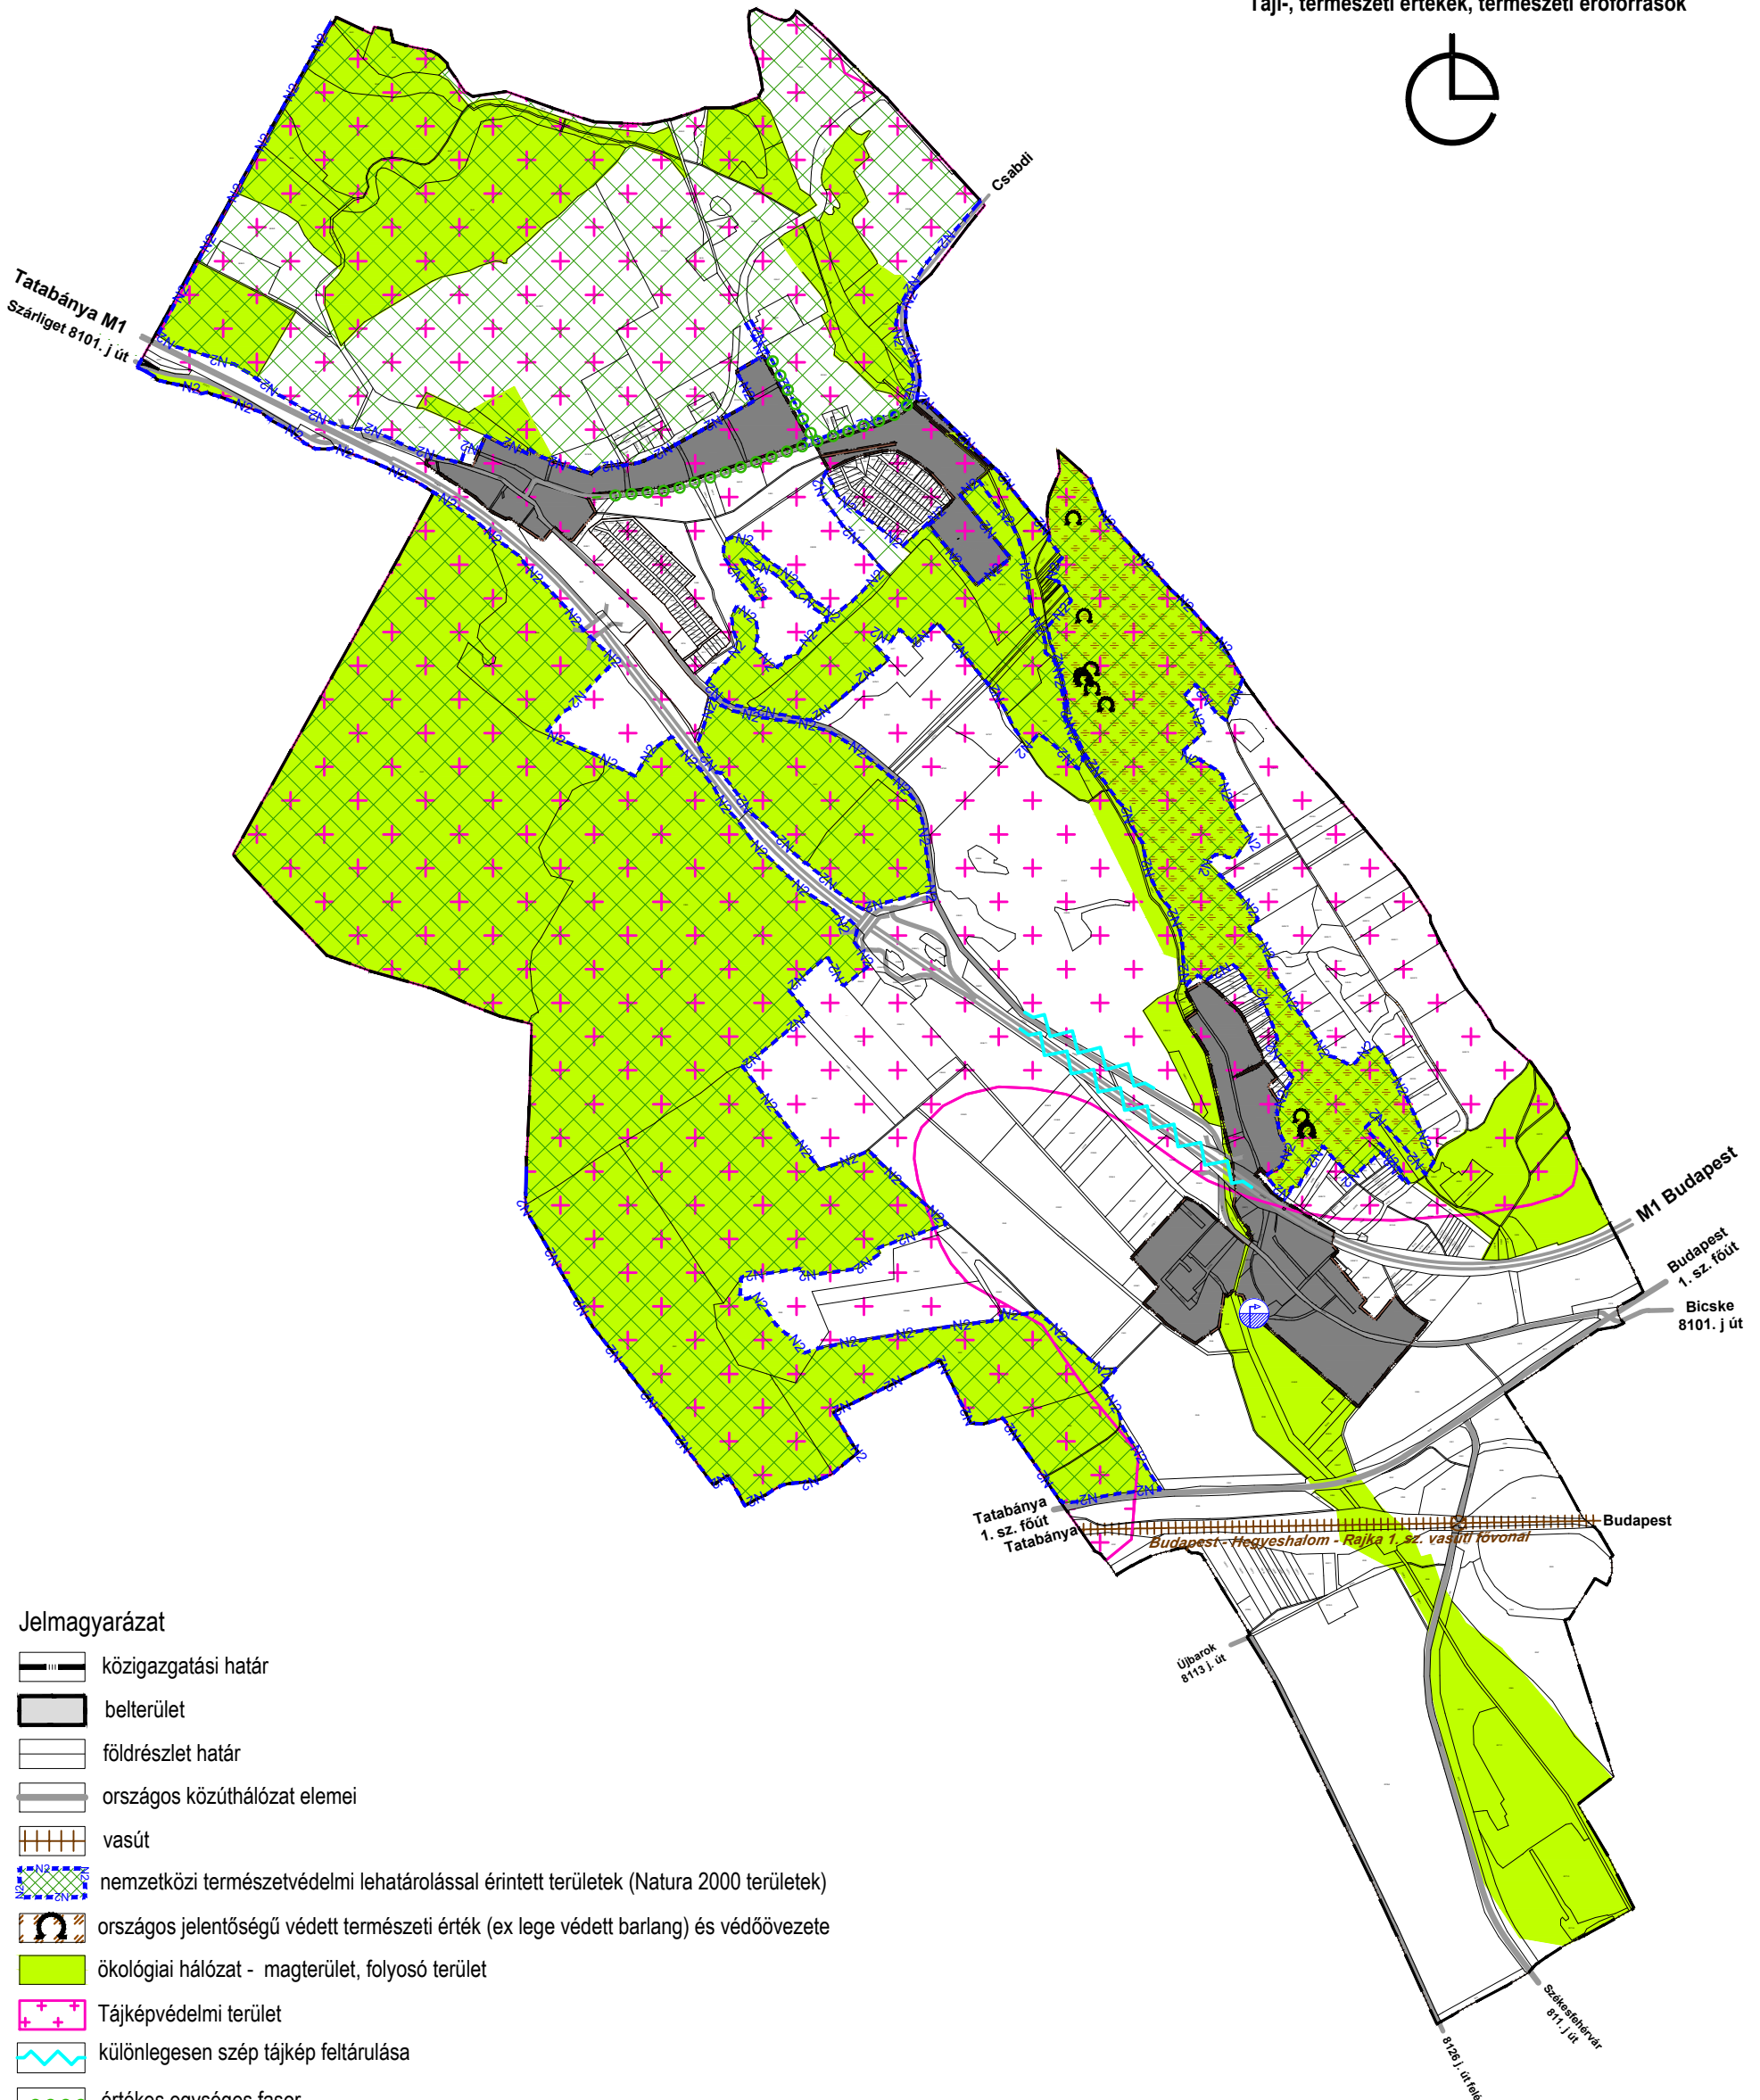 Táji-, természeti értékek, természeti erőforrások
Csabdi
Tatabánya M1
Szárliget 8101. j út
M1 Budapest
Budapest
1. sz. főút
Bicske
8101. j út
Tatabánya
1. sz. főút
Tatabánya
Budapest
Budapest - Hegyeshalom - Rajka 1. sz. vasúti fővonal
Újbarok
8113 j. út
Székesfehérvár
811. j út
8126 j. út felé
Jelmagyarázat
közigazgatási határ
belterület
földrészlet határ
országos közúthálózat elemei
vasút
nemzetközi természetvédelmi lehatárolással érintett területek (Natura 2000 területek)
országos jelentőségű védett természeti érték (ex lege védett barlang) és védőövezete
ökológiai hálózat - magterület, folyosó terület
Tájképvédelmi terület
különlegesen szép tájkép feltárulása
értékes egységes fasor